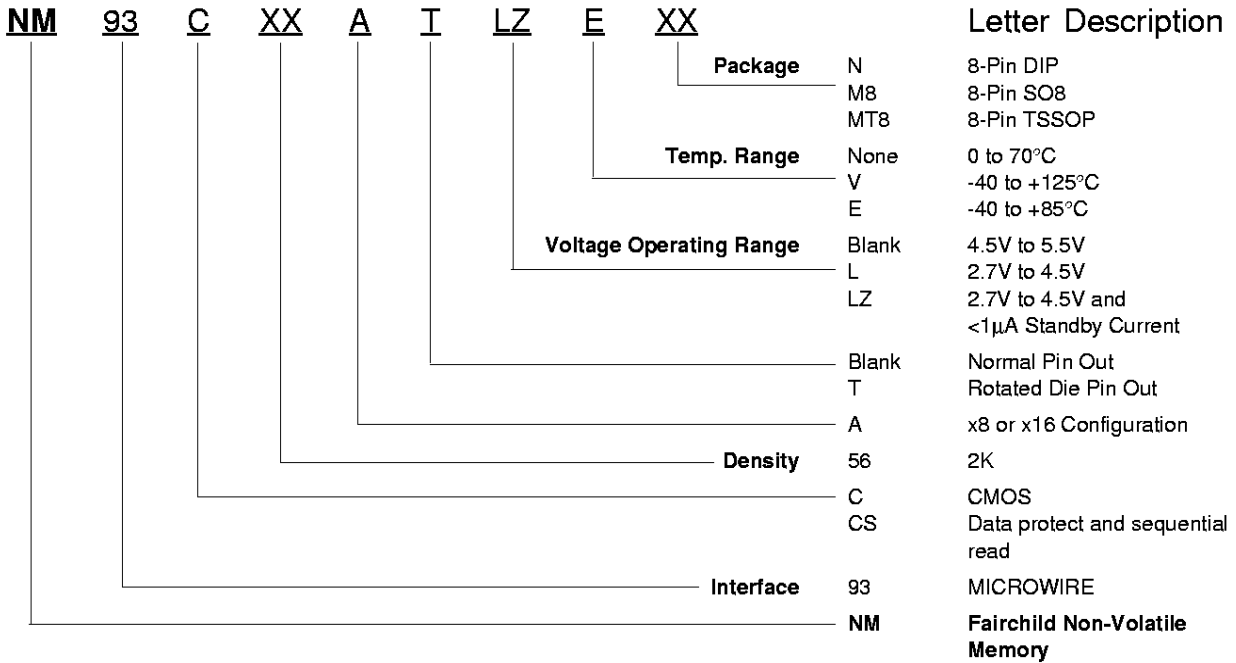 NM 93 C XX A T LZ E XX Letter Description
Package N 8-Pin DIP
M8 8-Pin SO8
MT8 8-Pin TSSOP
Temp. Range None 0 to 70°C
V -40 to +125°C
E -40 to +85°C
Voltage Operating Range Blank 4.5V to 5.5V
L 2.7V to 4.5V
LZ 2.7V to 4.5V and
<1μA Standby Current
Blank Normal Pin Out
T Rotated Die Pin Out
A x8 or x16 Configuration
Density 56 2K
C CMOS
CS Data protect and sequential
read
Interface 93 MICROWIRE
NM Fairchild Non-Volatile
Memory